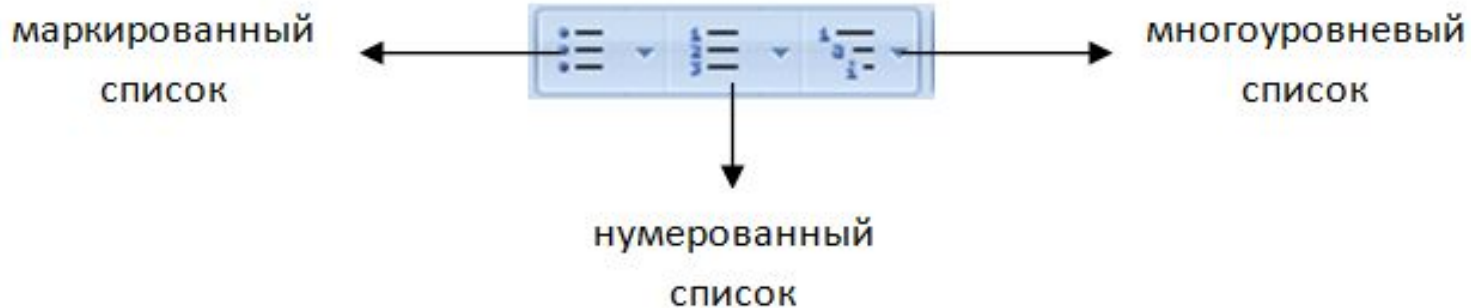 маркированный
список
многоуровневый
список
нумерованный
список